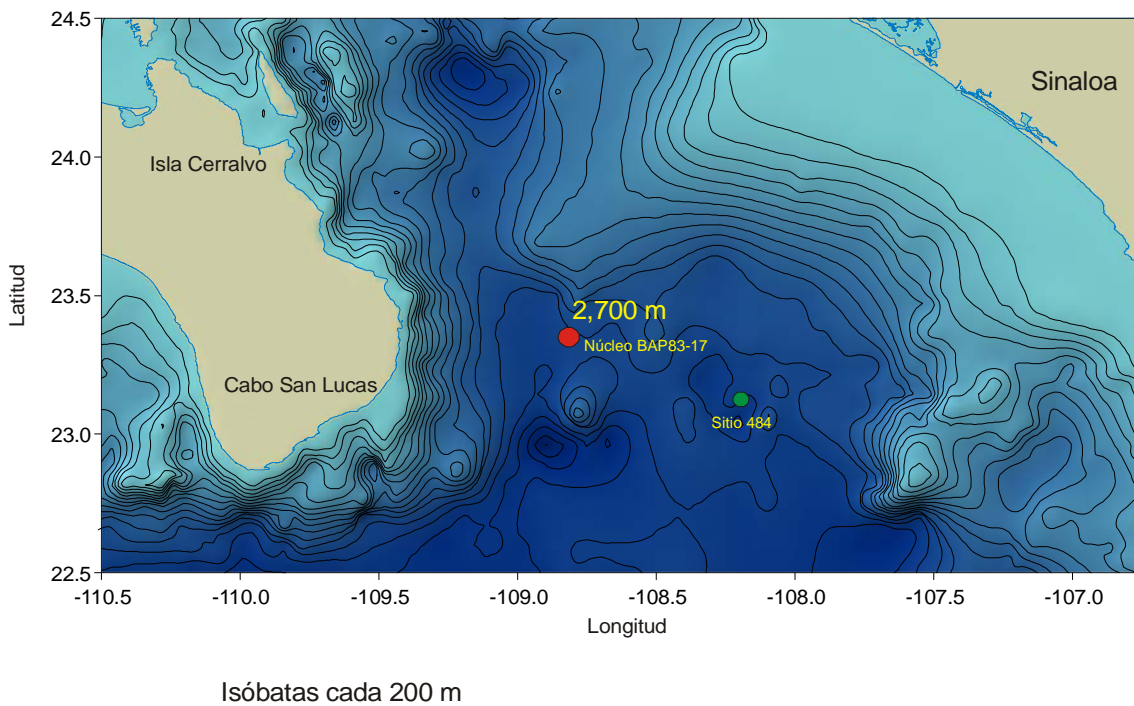 24.5
24.0
23.5
23.0
22.5
Latitud
Sinaloa
Isla Cerralvo
2,700 m
Núcleo BAP83-17
Cabo San Lucas
Sitio 484
-110.5 -110.0 -109.5 -109.0 -108.5 -108.0 -107.5 -107.0
Longitud
Isóbatas cada 200 m